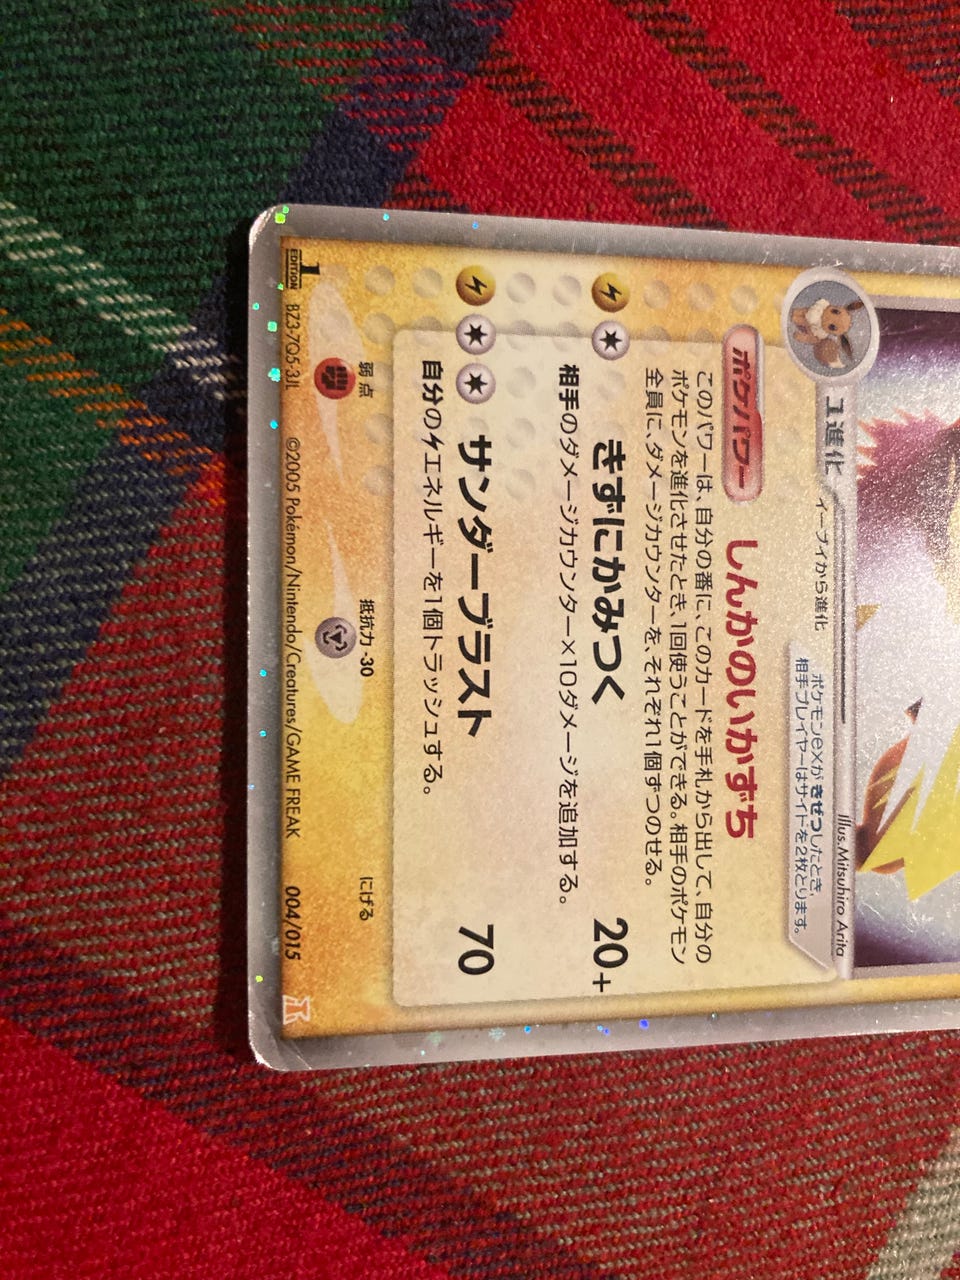 1進化
イーブイから進化
Illus. Mitsuhiro Arita
ポケモンexがきぜつしたとき、
相手プレイヤーはサイドを2枚とります。
ポケパワー しんかのいかずち
このパワーは、自分の番に、このカードを手札から出して、自分の
ポケモンを進化させたとき、1回使うことができる。相手のポケモン
全員に、ダメージカウンターを、それぞれ1個ずつのせる。
きずにかみつく 20+
相手のダメージカウンター×10ダメージを追加する。
サンダーブラスト 70
自分のエネルギーを1個トラッシュする。
弱点 抵抗力 -30 にげる
1 EDITION BZ3-7Q5-3JL ©2005 Pokémon/Nintendo/Creatures/GAME FREAK 004/015